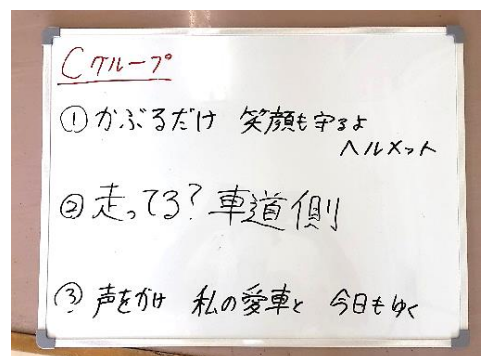 Cグループ
①かぶるだけ 笑顔も守るよ
ヘルメット
②走ってる？車道側
③声をかけ 私の愛車と 今日もゆく